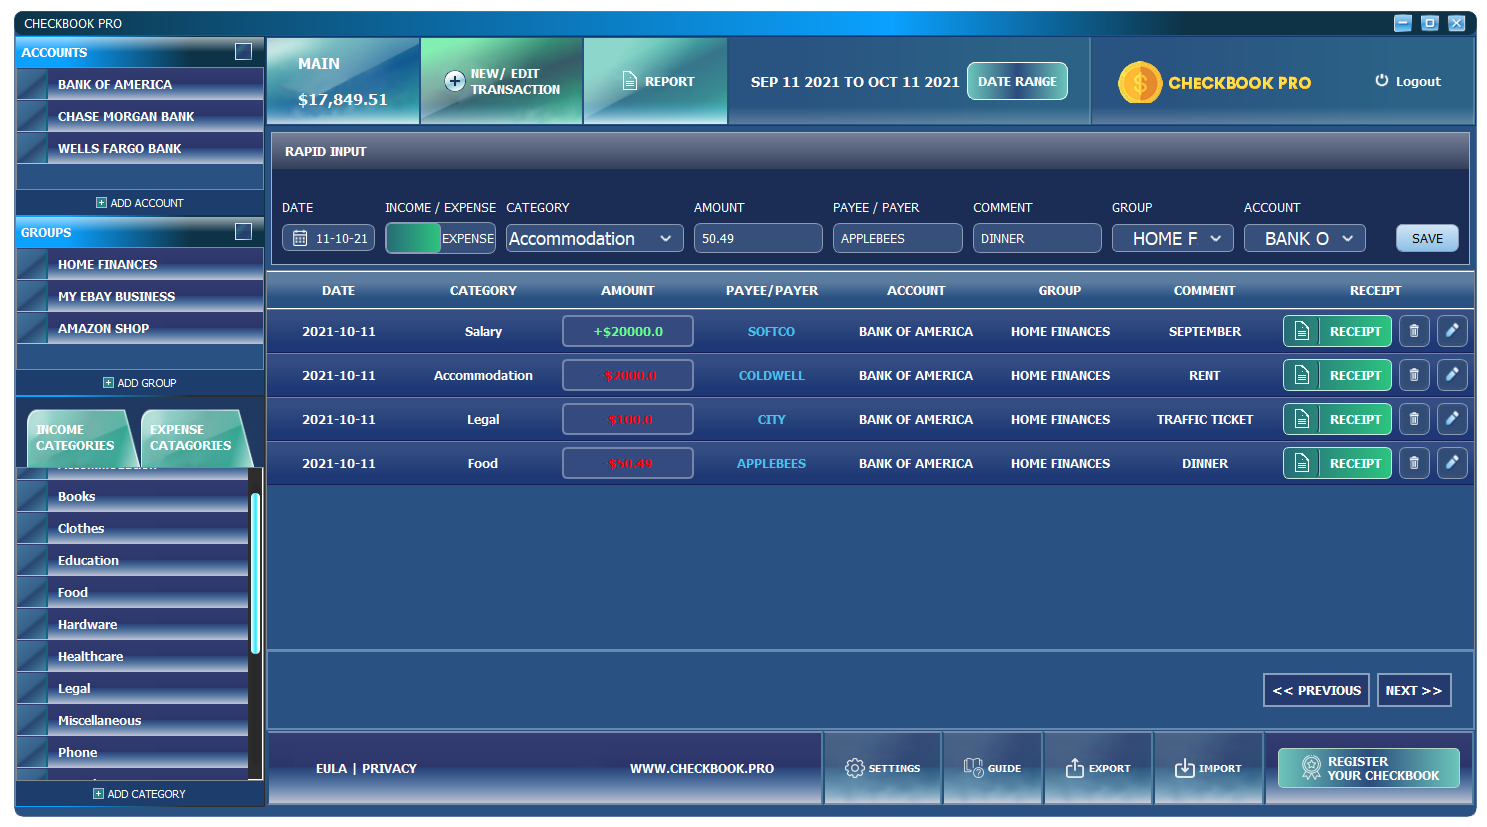 CHECKBOOK PRO
ACCOUNTS
BANK OF AMERICA
CHASE MORGAN BANK
WELLS FARGO BANK
ADD ACCOUNT
GROUPS
HOME FINANCES
MY EBAY BUSINESS
AMAZON SHOP
ADD GROUP
INCOME
CATEGORIES
EXPENSE
CATAGORIES
Accommodation
Books
Clothes
Education
Food
Hardware
Healthcare
Legal
Miscellaneous
Phone
ADD CATEGORY
MAIN
$17,849.51
NEW/ EDIT
TRANSACTION
REPORT
SEP 11 2021 TO OCT 11 2021
DATE RANGE
CHECKBOOK PRO
Logout
RAPID INPUT
DATE INCOME / EXPENSE CATEGORY AMOUNT PAYEE / PAYER COMMENT GROUP ACCOUNT
11-10-21 EXPENSE Accommodation 50.49 APPLEBEES DINNER HOME F BANK O SAVE
DATE CATEGORY AMOUNT PAYEE/PAYER ACCOUNT GROUP COMMENT RECEIPT
2021-10-11 Salary +$20000.0 SOFTCO BANK OF AMERICA HOME FINANCES SEPTEMBER RECEIPT
2021-10-11 Accommodation -$2000.0 COLDWELL BANK OF AMERICA HOME FINANCES RENT RECEIPT
2021-10-11 Legal -$100.0 CITY BANK OF AMERICA HOME FINANCES TRAFFIC TICKET RECEIPT
2021-10-11 Food -$50.49 APPLEBEES BANK OF AMERICA HOME FINANCES DINNER RECEIPT
<< PREVIOUS NEXT >>
EULA | PRIVACY
WWW.CHECKBOOK.PRO
SETTINGS
GUIDE
EXPORT
IMPORT
REGISTER
YOUR CHECKBOOK